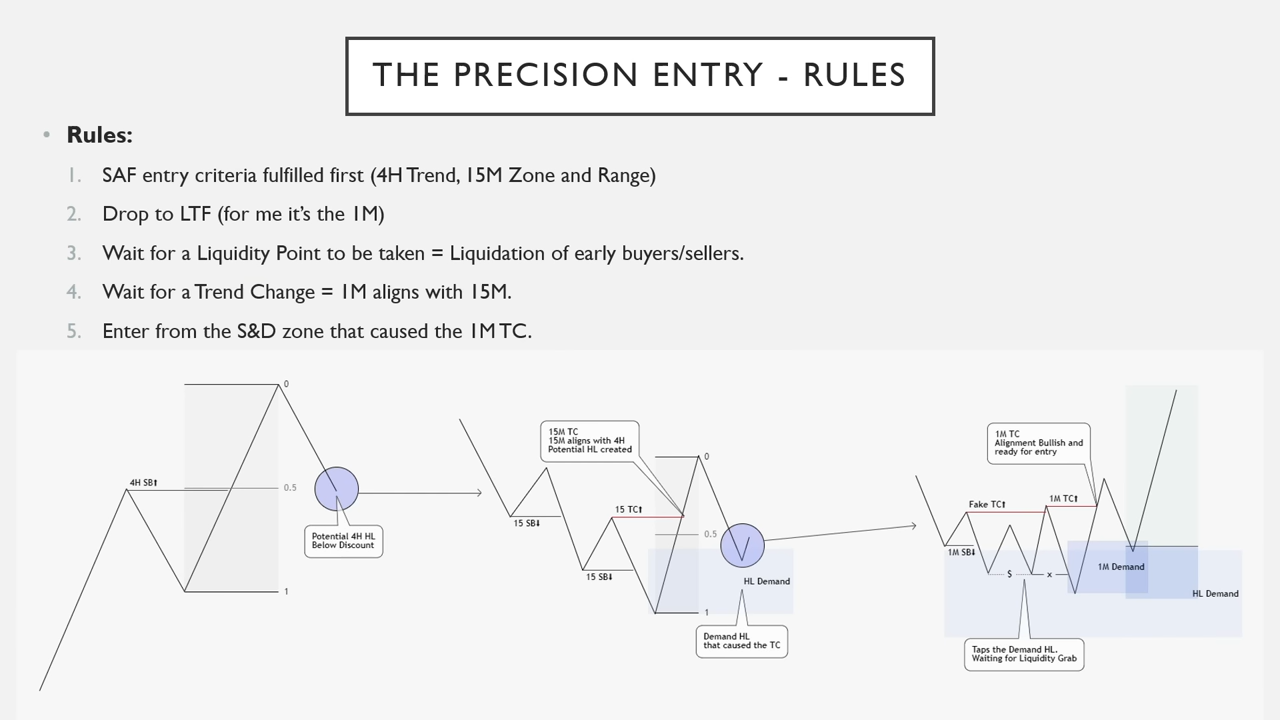 THE PRECISION ENTRY - RULES
• Rules:
1. SAF entry criteria fulfilled first (4H Trend, 15M Zone and Range)
2. Drop to LTF (for me it's the 1M)
3. Wait for a Liquidity Point to be taken = Liquidation of early buyers/sellers.
4. Wait for a Trend Change = 1M aligns with 15M.
5. Enter from the S&D zone that caused the 1M TC.
0
4H SB⬆
0.5
Potential 4H HL
Below Discount
1
15M TC
15M aligns with 4H
Potential HL created
0
15 TC⬆
15 SB⬇
0.5
15 SB⬇
HL Demand
1
Demand HL
that caused the TC
1M TC
Alignment Bullish and
ready for entry
Fake TC⬆
1M TC⬆
1M SB⬇
$
x
1M Demand
HL Demand
Taps the Demand HL.
Waiting for Liquidity Grab